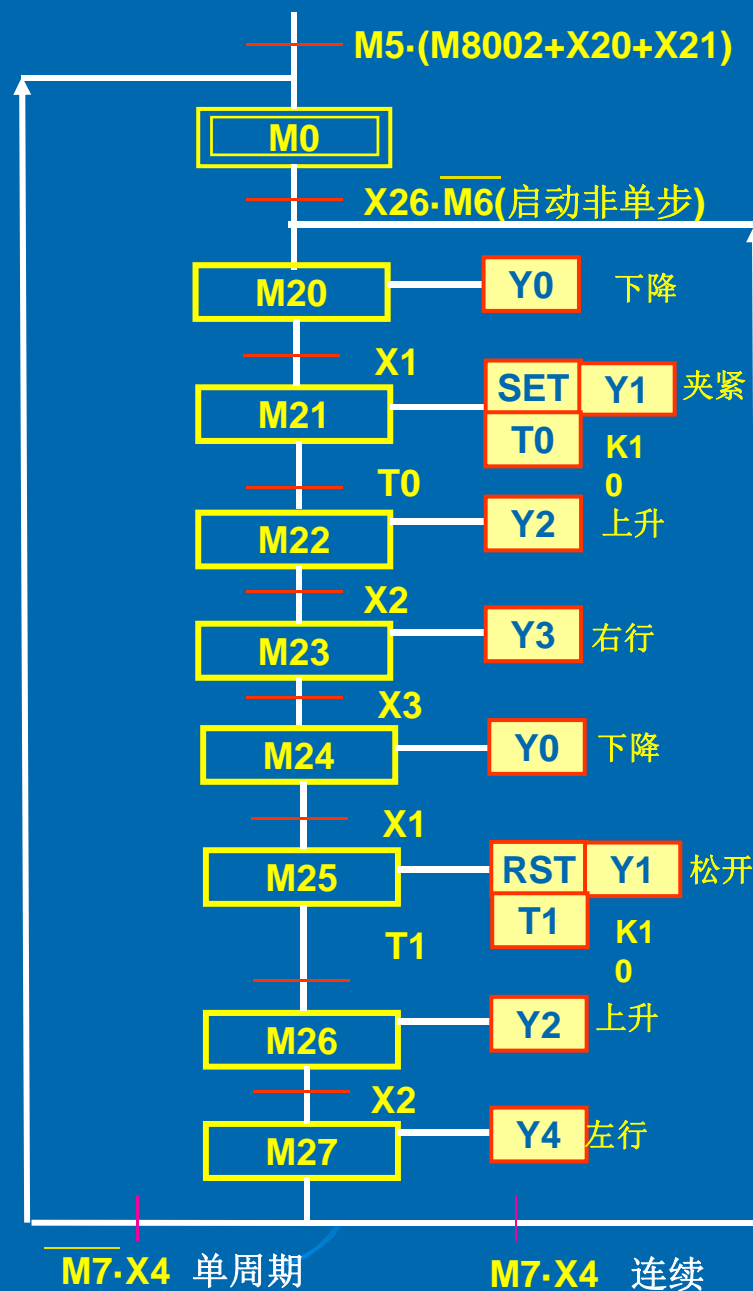 M5·(M8002+X20+X21)
M0
X26·M̅6̅(启动非单步)
M20 Y0 下降
X1
M21 SET Y1 夹紧
T0 K1
0
T0
M22 Y2 上升
X2
M23 Y3 右行
X3
M24 Y0 下降
X1
M25 RST Y1 松开
T1 K1
0
T1
M26 Y2 上升
X2
M27 Y4 左行
M̅7̅·X4 单周期 M7·X4 连续